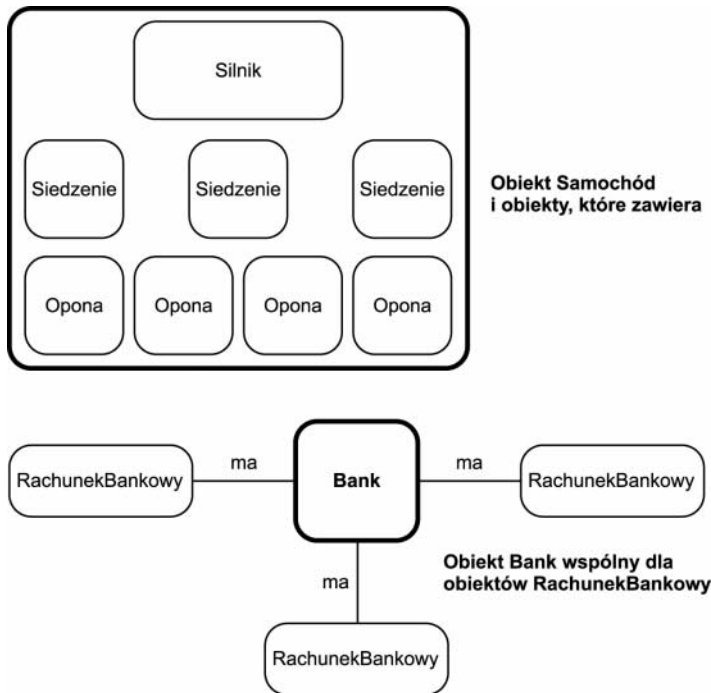 Silnik
Siedzenie
Siedzenie
Siedzenie
Obiekt Samochód
i obiekty, które zawiera
Opona
Opona
Opona
Opona
RachunekBankowy
ma
Bank
ma
RachunekBankowy
Obiekt Bank wspólny dla
obiektów RachunekBankowy
ma
RachunekBankowy